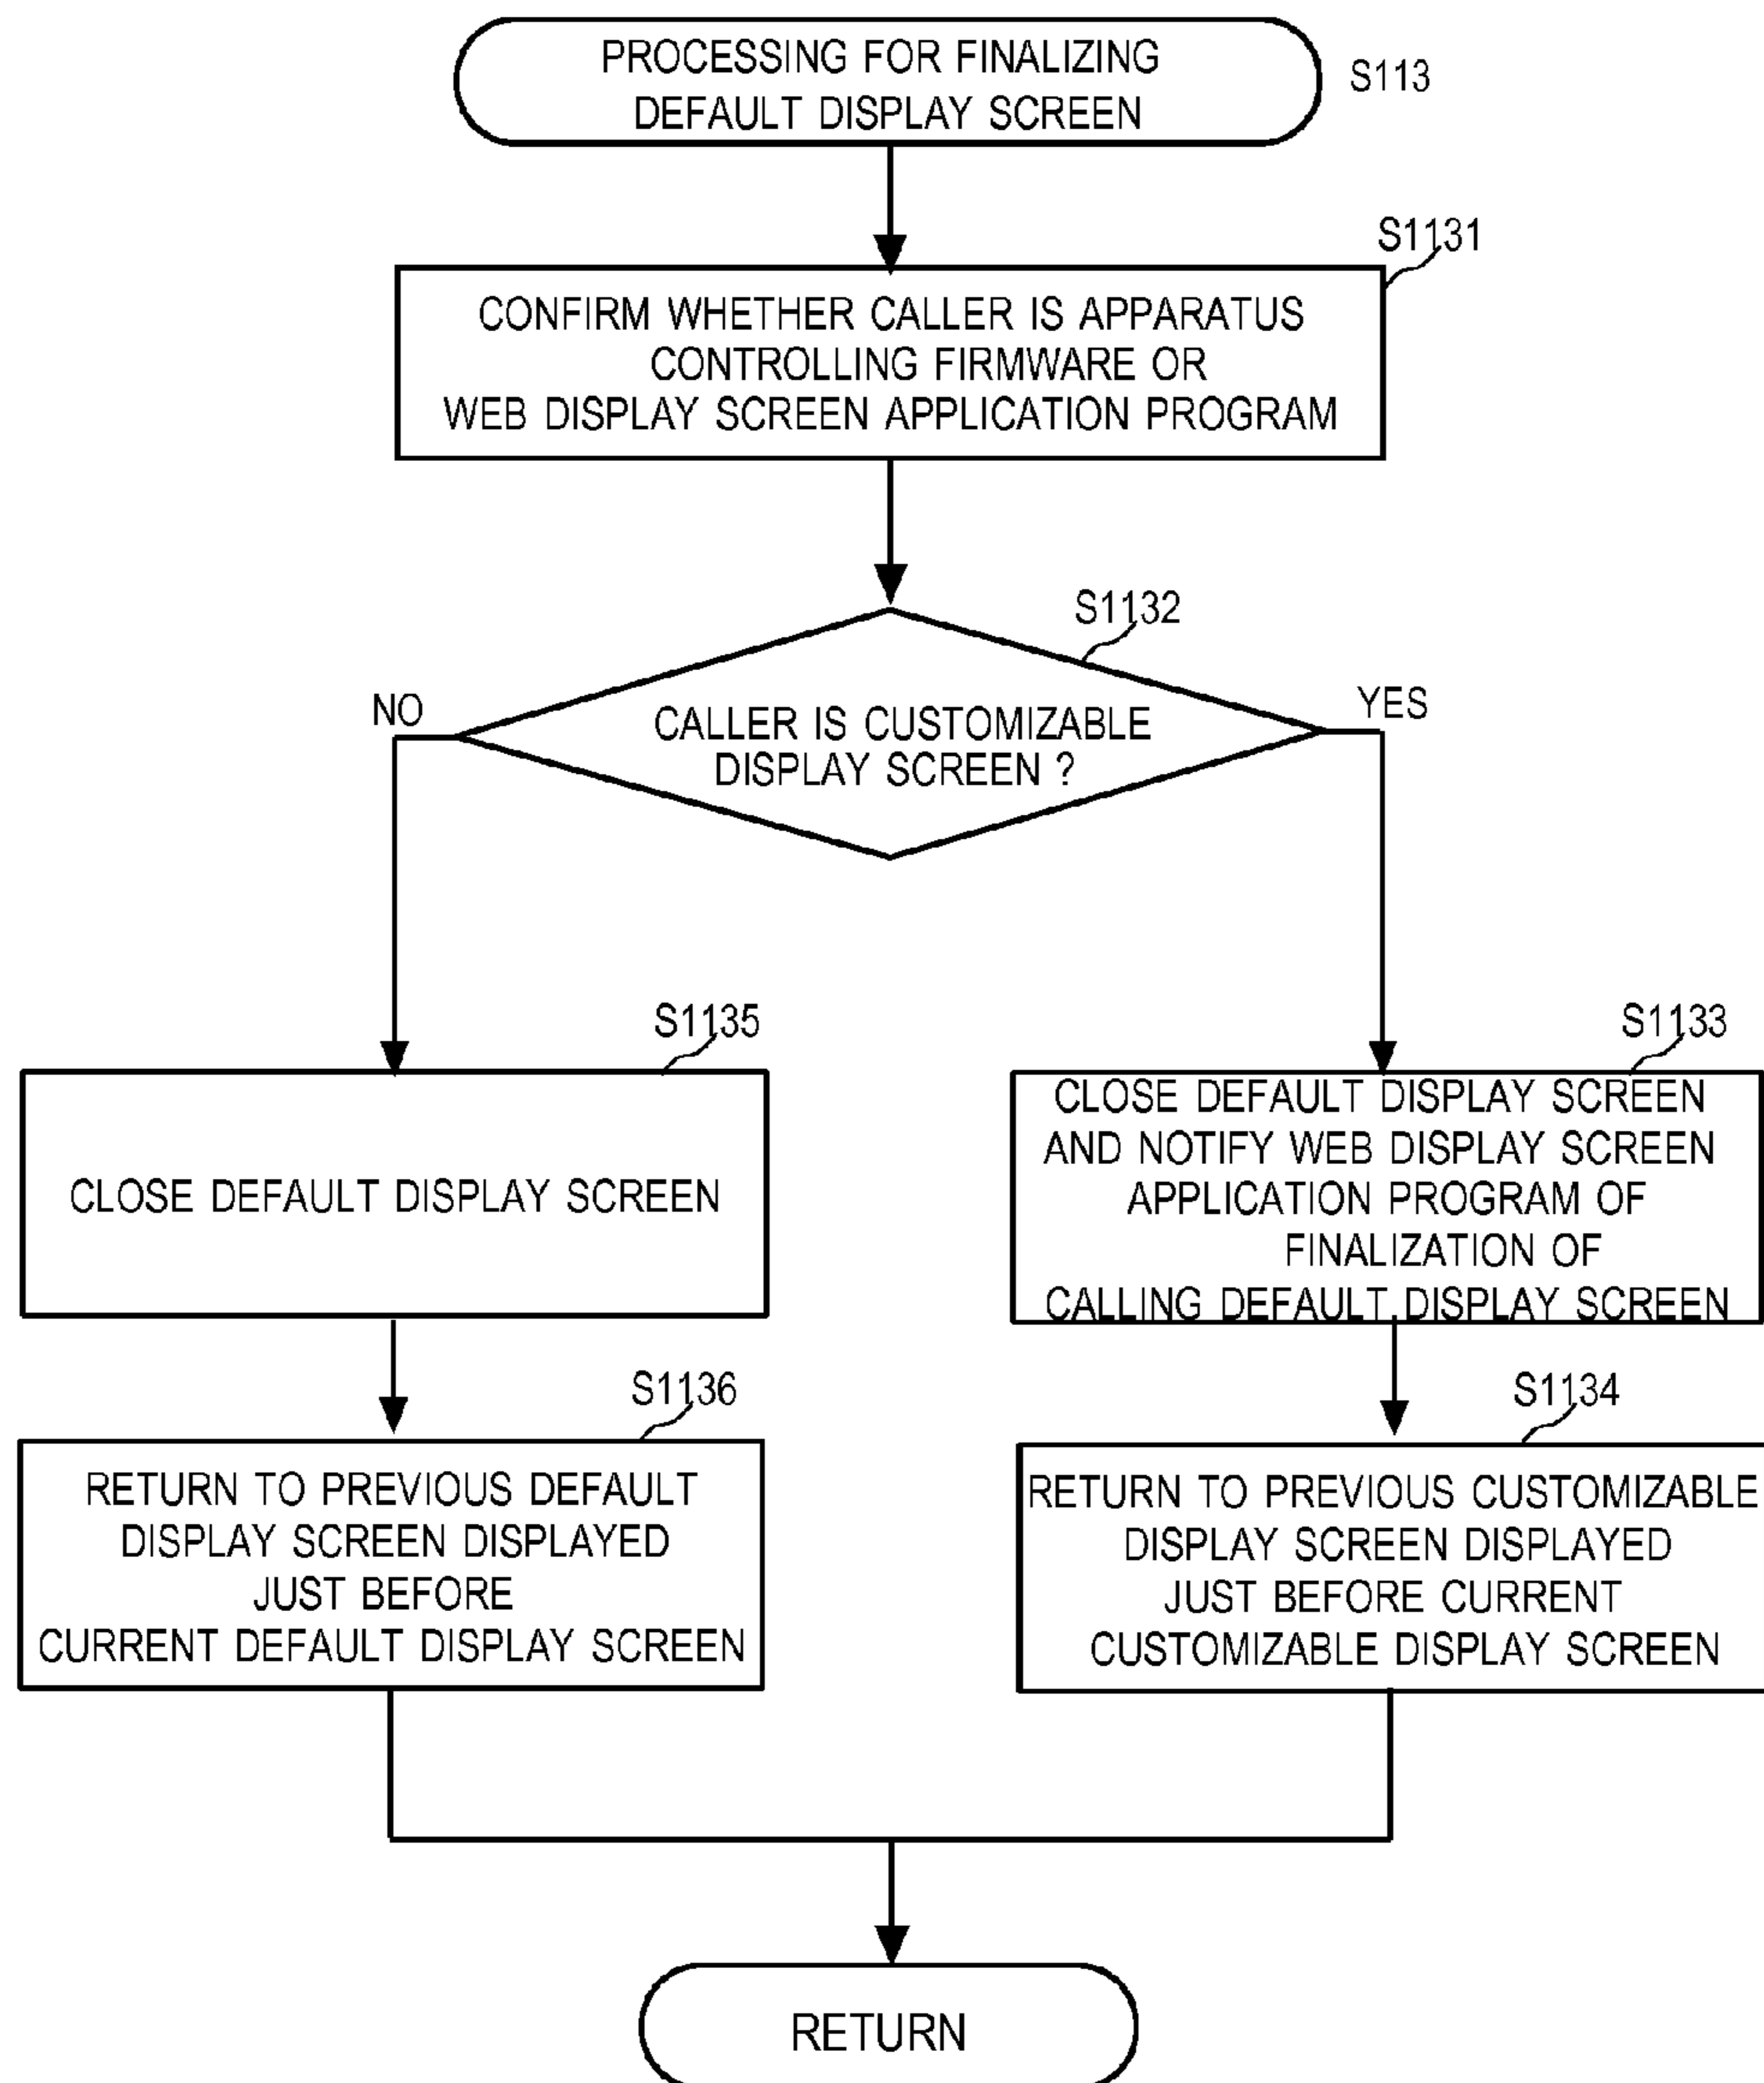 PROCESSING FOR FINALIZING
DEFAULT DISPLAY SCREEN
S113
S1131
CONFIRM WHETHER CALLER IS APPARATUS
CONTROLLING FIRMWARE OR
WEB DISPLAY SCREEN APPLICATION PROGRAM
S1132
NO
YES
CALLER IS CUSTOMIZABLE
DISPLAY SCREEN ?
S1135
CLOSE DEFAULT DISPLAY SCREEN
S1133
CLOSE DEFAULT DISPLAY SCREEN
AND NOTIFY WEB DISPLAY SCREEN
APPLICATION PROGRAM OF
FINALIZATION OF
CALLING DEFAULT DISPLAY SCREEN
S1136
RETURN TO PREVIOUS DEFAULT
DISPLAY SCREEN DISPLAYED
JUST BEFORE
CURRENT DEFAULT DISPLAY SCREEN
S1134
RETURN TO PREVIOUS CUSTOMIZABLE
DISPLAY SCREEN DISPLAYED
JUST BEFORE CURRENT
CUSTOMIZABLE DISPLAY SCREEN
RETURN